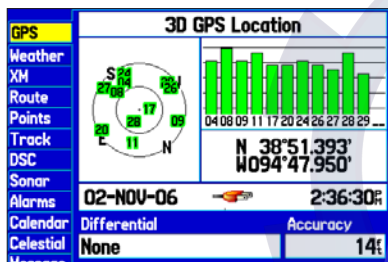 GPS
Weather
XM
Route
Points
Track
DSC
Sonar
Alarms
Calendar
Celestial
3D GPS Location
S 24
04
27 08
26
17
28
09
20
E 11 N
04 08 09 11 17 20 24 26 27 28 29 --
N 38°51.393'
W094°47.950'
02-NOV-06 2:36:30
Differential Accuracy
None 14